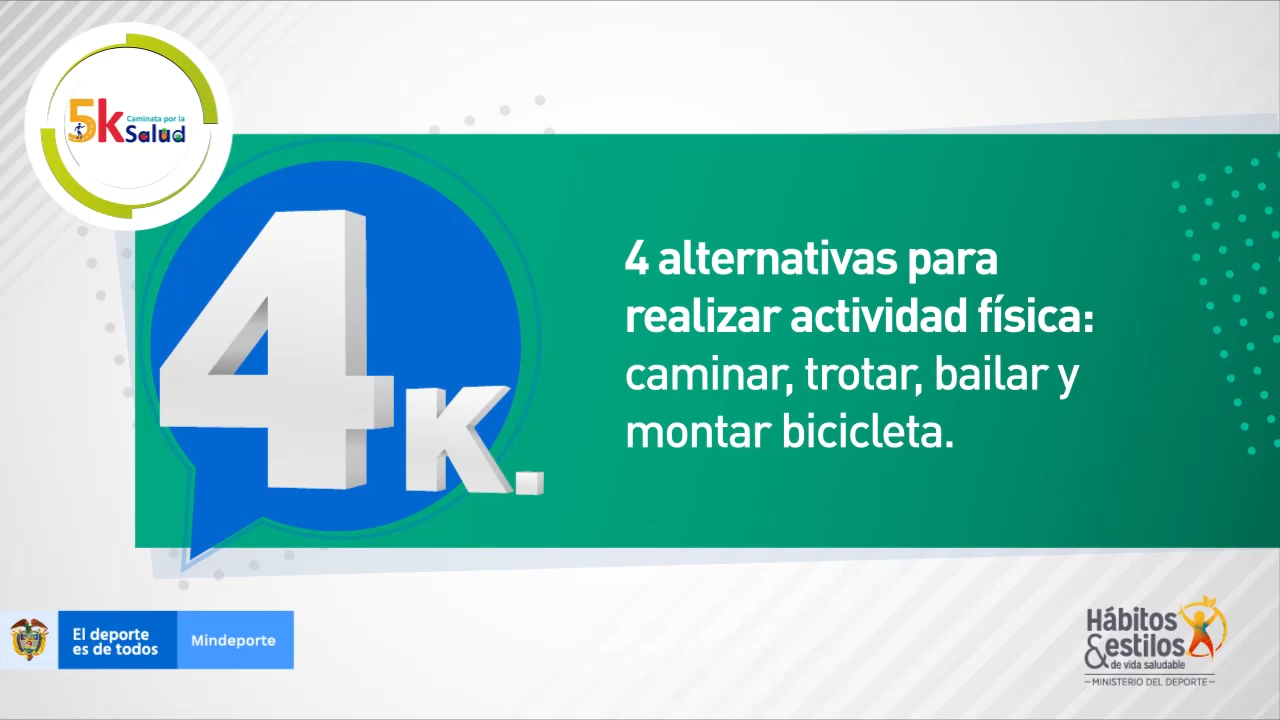 5k Caminata por la
Salud
4K.
4 alternativas para
realizar actividad física:
caminar, trotar, bailar y
montar bicicleta.
El deporte
es de todos
Mindeporte
Hábitos
&estilos
de vida saludable
–MINISTERIO DEL DEPORTE–